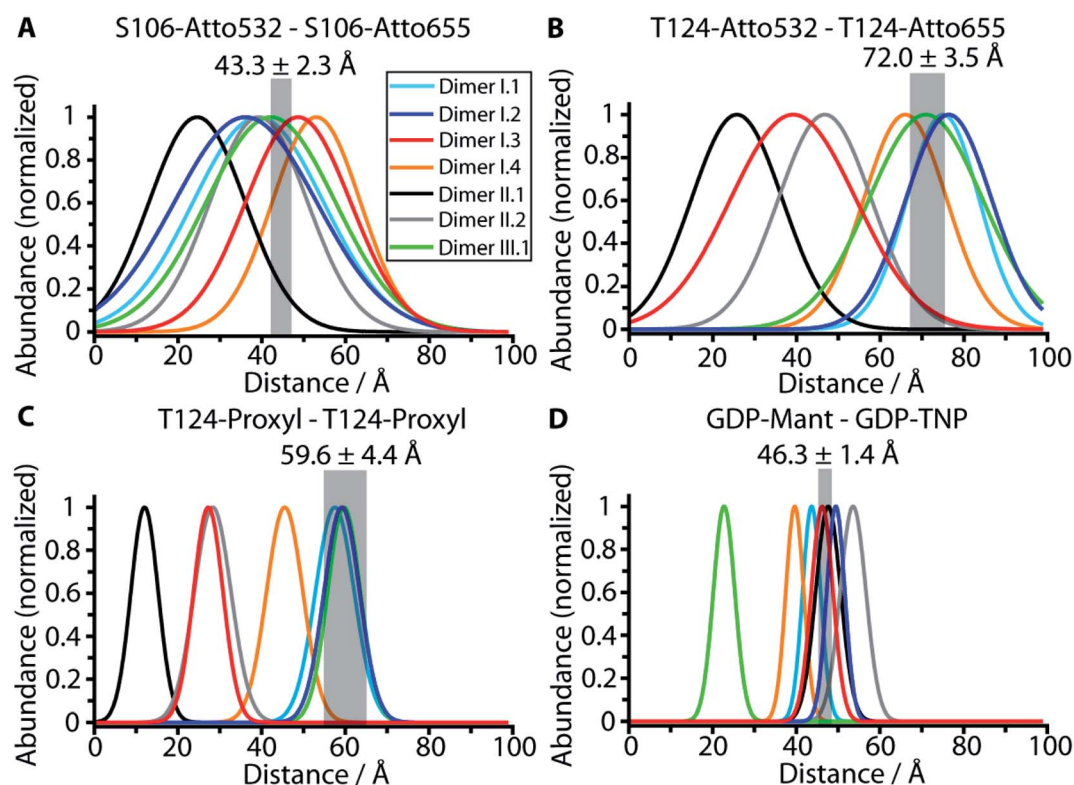 A
S106-Atto532 - S106-Atto655
43.3 ± 2.3 Å
Dimer I.1
Dimer I.2
Dimer I.3
Dimer I.4
Dimer II.1
Dimer II.2
Dimer III.1
Abundance (normalized)
1
0.8
0.6
0.4
0.2
0
0 20 40 60 80 100
Distance / Å
B
T124-Atto532 - T124-Atto655
72.0 ± 3.5 Å
Abundance (normalized)
1
0.8
0.6
0.4
0.2
0
0 20 40 60 80 100
Distance / Å
C
T124-Proxyl - T124-Proxyl
59.6 ± 4.4 Å
Abundance (normalized)
1
0.8
0.6
0.4
0.2
0
0 20 40 60 80 100
Distance / Å
D
GDP-Mant - GDP-TNP
46.3 ± 1.4 Å
Abundance (normalized)
1
0.8
0.6
0.4
0.2
0
0 20 40 60 80 100
Distance / Å